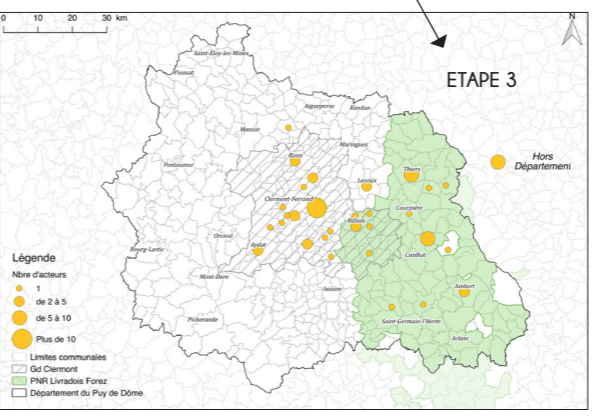 0 10 20 30 km
N
ETAPE 3
Saint-Éloy-les-Mines
Pionsat
Aigueperse
Randan
Manzat
Maringues
Riom
Thiers
Hors
Département
Pontaumur
Lezoux
Clermont-Ferrand
Courpière
Billom
Orcival
Aydat
Bourg-Lastic
Cunlhat
Mont-Dore
Issoire
Ambert
Picherande
Saint-Germain-l'Herm
Arlanc
Légende
Nbre d'acteurs
1
de 2 à 5
de 5 à 10
Plus de 10
Limites communales
Gd Clermont
PNR Livradois Forez
Département du Puy de Dôme